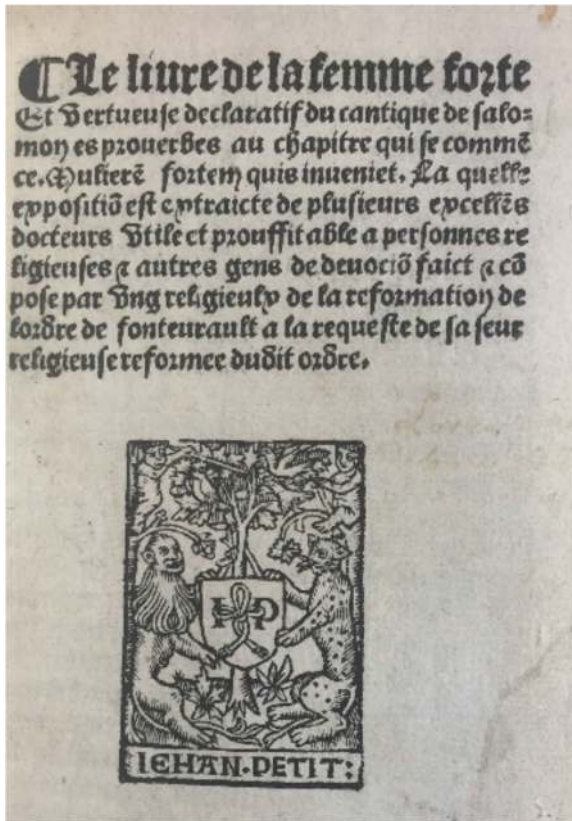 ¶ Le liure de la femme forte
Et vertueuse declaratif du cantique de salo=
mon es prouerbes au chapitre qui se commẽ
ce. Mulierẽ fortem quis inueniet. La quelle
expositiõ est extraicte de plusieurs excellẽs
docteurs vtile et prouffitable a personnes re
ligieuses ⁊ autres gens de deuociõ faict ⁊ cõ
pose par vng religieulx de la reformation de
lordre de fonteurault a la requeste de sa seur
religieuse reformee dudit ordre.
I P
IEHAN·PETIT: